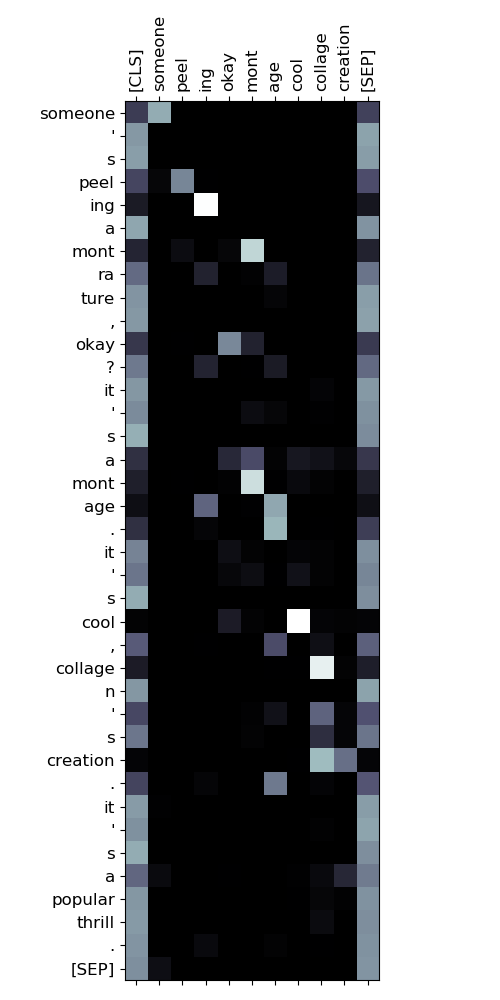 [CLS] someone peel ing okay mont age cool collage creation [SEP]
someone
'
s
peel
ing
a
mont
ra
ture
,
okay
?
it
'
s
a
mont
age
.
it
'
s
cool
,
collage
n
'
s
creation
.
it
'
s
a
popular
thrill
.
[SEP]